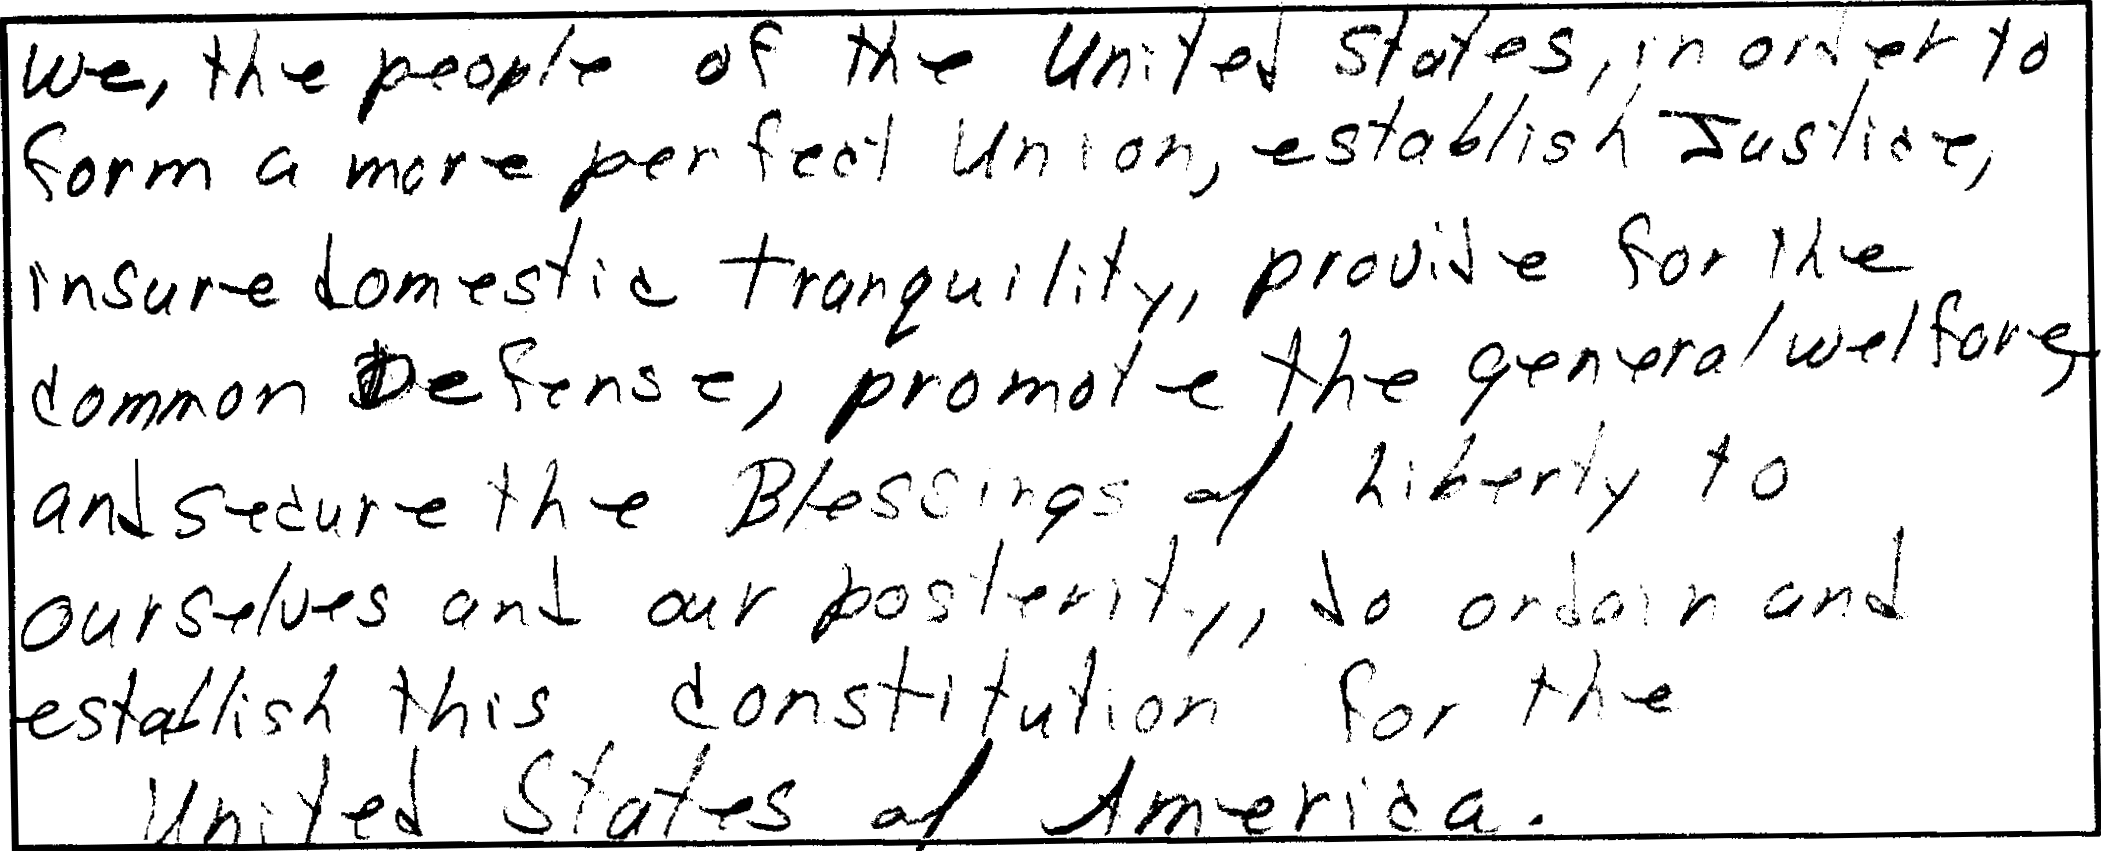 We, the people of the United States, in order to
form a more perfect Union, establish Justice,
insure domestic tranquility, provide for the
common Defense, promote the general welfare,
and secure the Blessings of Liberty to
ourselves and our posterity, do ordain and
establish this constitution for the
United States of America.